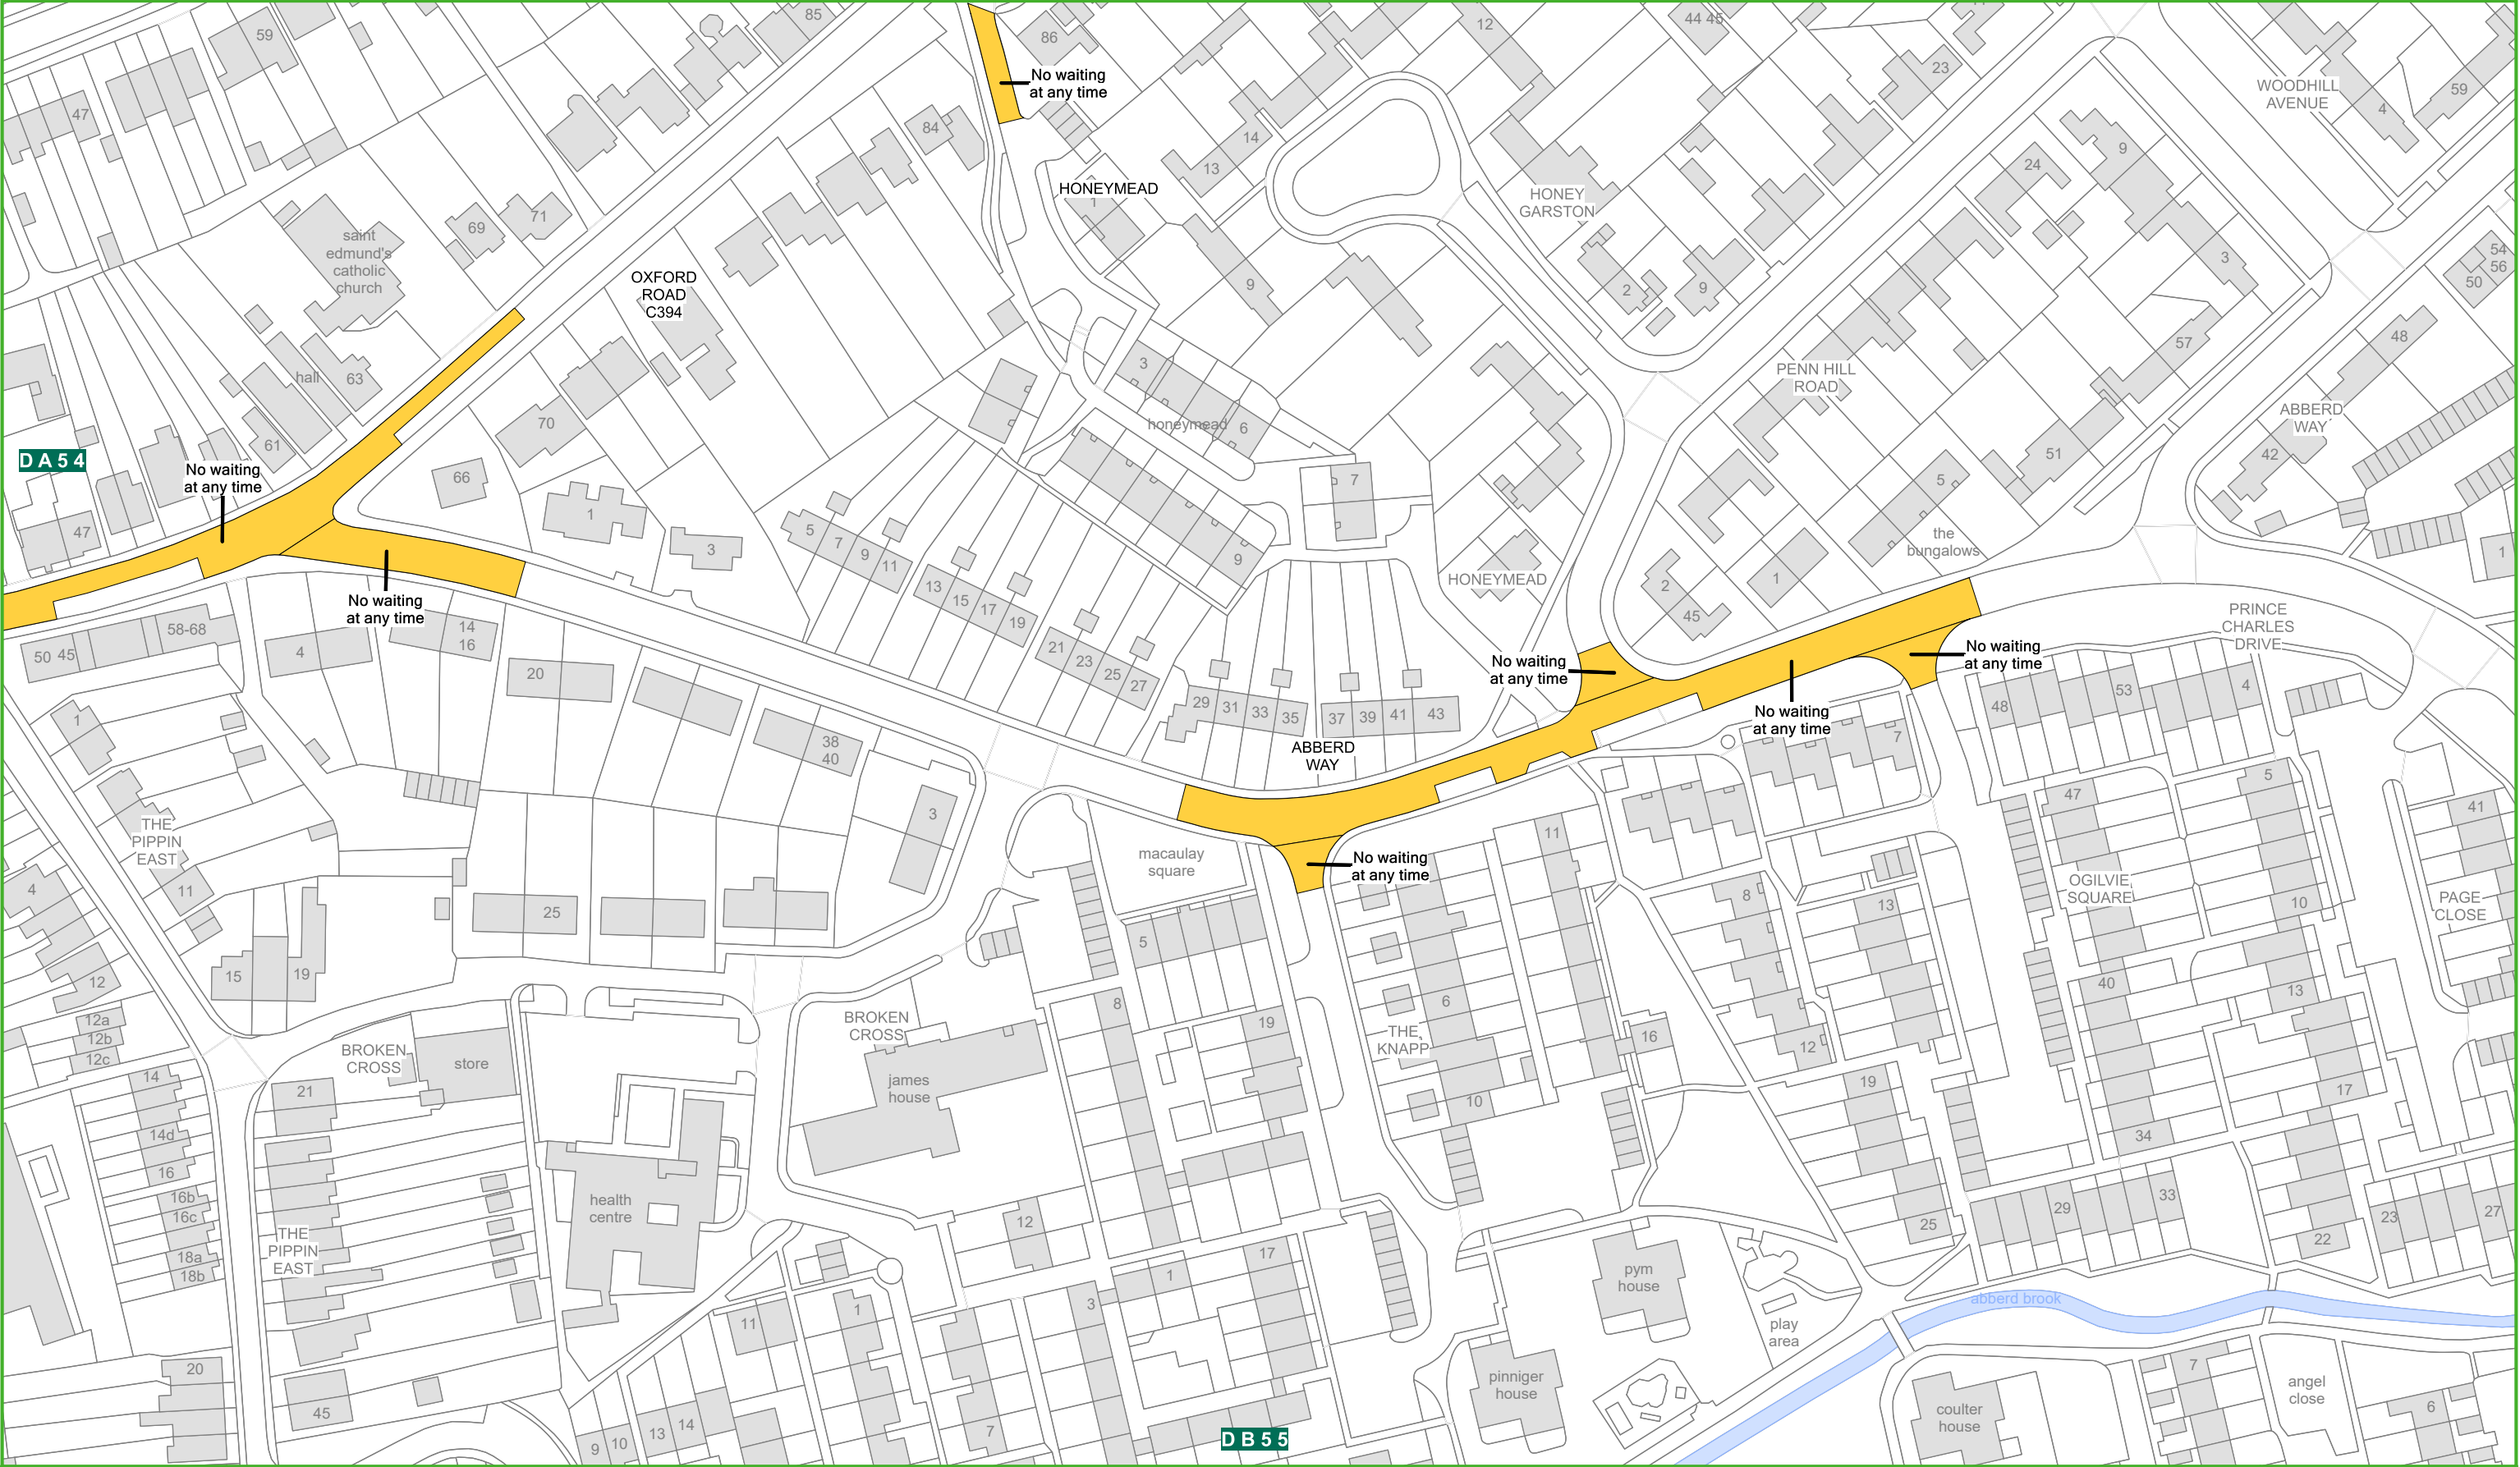 59
85
86
12
44 45
23
WOODHILL
AVENUE
4
59
47
No waiting
at any time
84
14
13
9
24
HONEYMEAD
1
HONEY
GARSTON
69
71
saint
edmund's
catholic
church
OXFORD
ROAD
C394
9
2
9
3
54
56
50
hall
63
3
honeymead
6
PENN HILL
ROAD
57
48
ABBERD
WAY
70
61
D A 5 4
No waiting
at any time
66
1
7
51
42
5
47
3
5
7
9
11
9
the
bungalows
1
13
15
17
19
HONEYMEAD
2
45
1
No waiting
at any time
PRINCE
CHARLES
DRIVE
50
45
58-68
4
14
16
20
21
23
25
27
No waiting
at any time
No waiting
at any time
53
4
48
29
31
33
35
37
39
41
43
No waiting
at any time
7
1
38
40
ABBERD
WAY
3
5
47
41
THE
PIPPIN
EAST
11
macaulay
square
No waiting
at any time
11
8
13
OGILVIE
SQUARE
10
PAGE
CLOSE
4
25
5
12
15
19
8
6
40
13
12a
12b
12c
BROKEN
CROSS
BROKEN
CROSS
store
19
THE
KNAPP
16
12
14
21
james
house
10
19
17
14d
34
16
16b
16c
health
centre
12
25
29
33
23
27
22
18a
18b
THE
PIPPIN
EAST
17
1
pym
house
abberd brook
11
1
3
play
area
20
45
pinniger
house
7
angel
close
9
10
13
14
7
D B 5 5
coulter
house
6